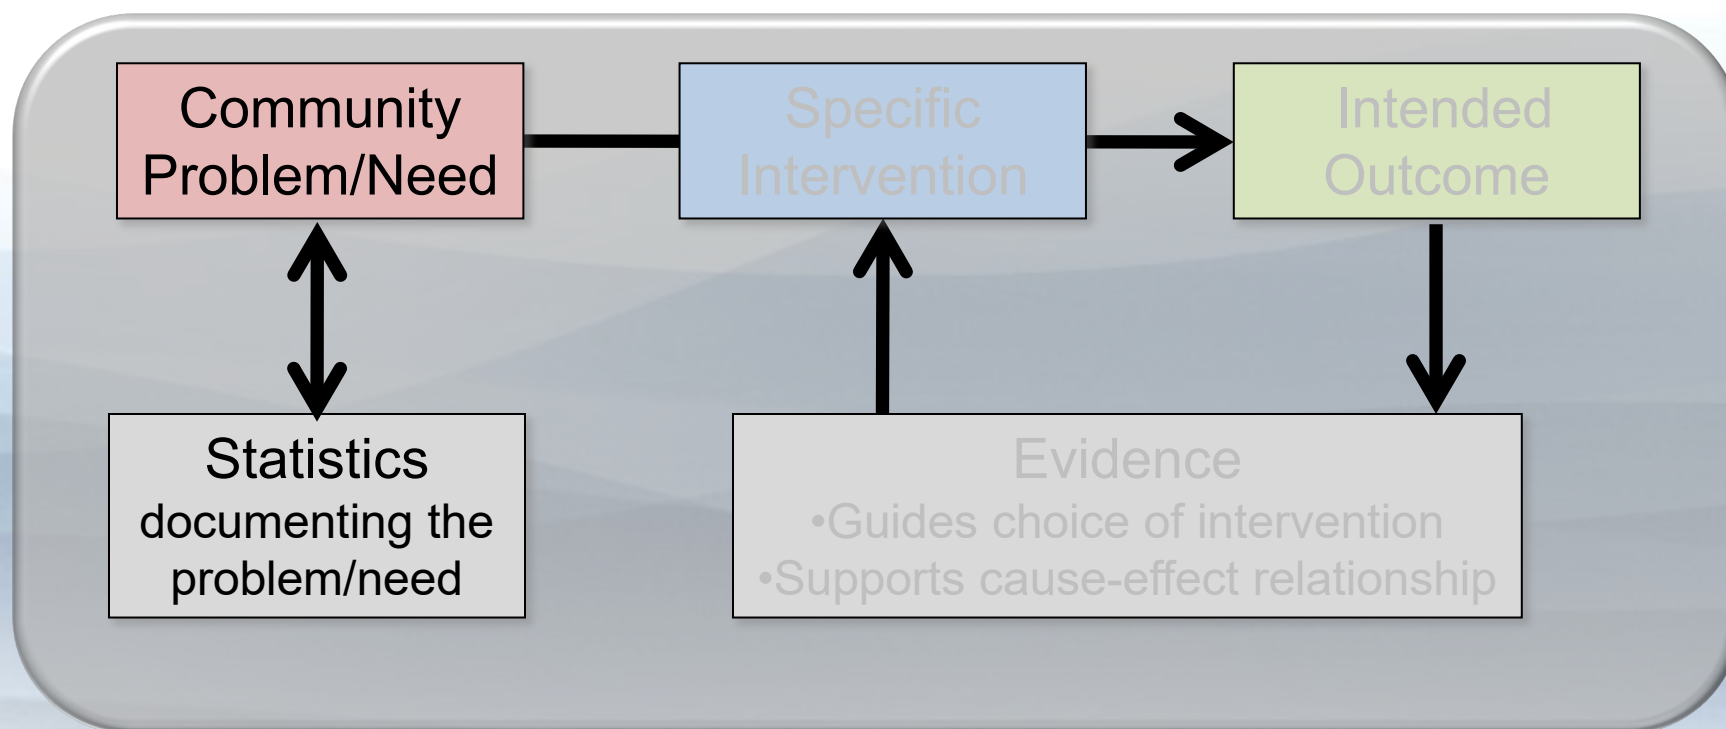 Community
Problem/Need
Specific
Intervention
Intended
Outcome
Statistics
documenting the
problem/need
Evidence
•Guides choice of intervention
•Supports cause-effect relationship